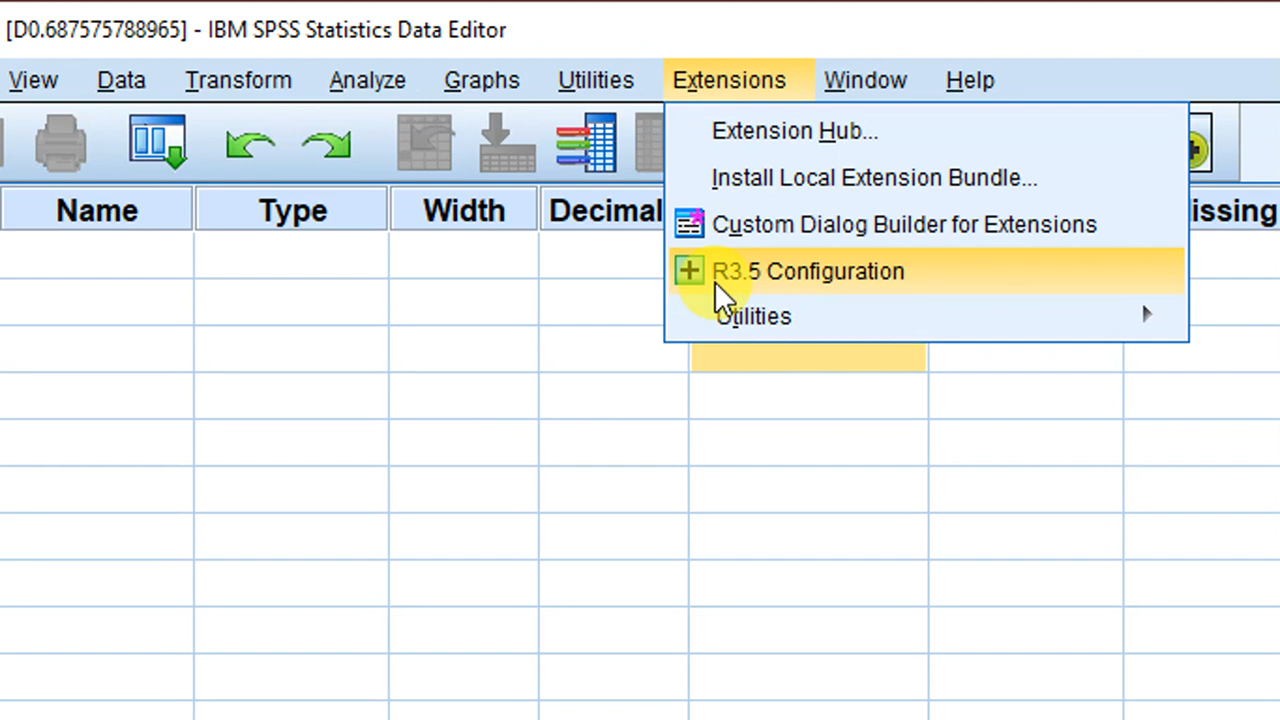 [D0.687575788965] - IBM SPSS Statistics Data Editor
View Data Transform Analyze Graphs Utilities Extensions Window Help
Extension Hub...
Install Local Extension Bundle...
Name Type Width Decimal issing
Custom Dialog Builder for Extensions
R3.5 Configuration
Utilities